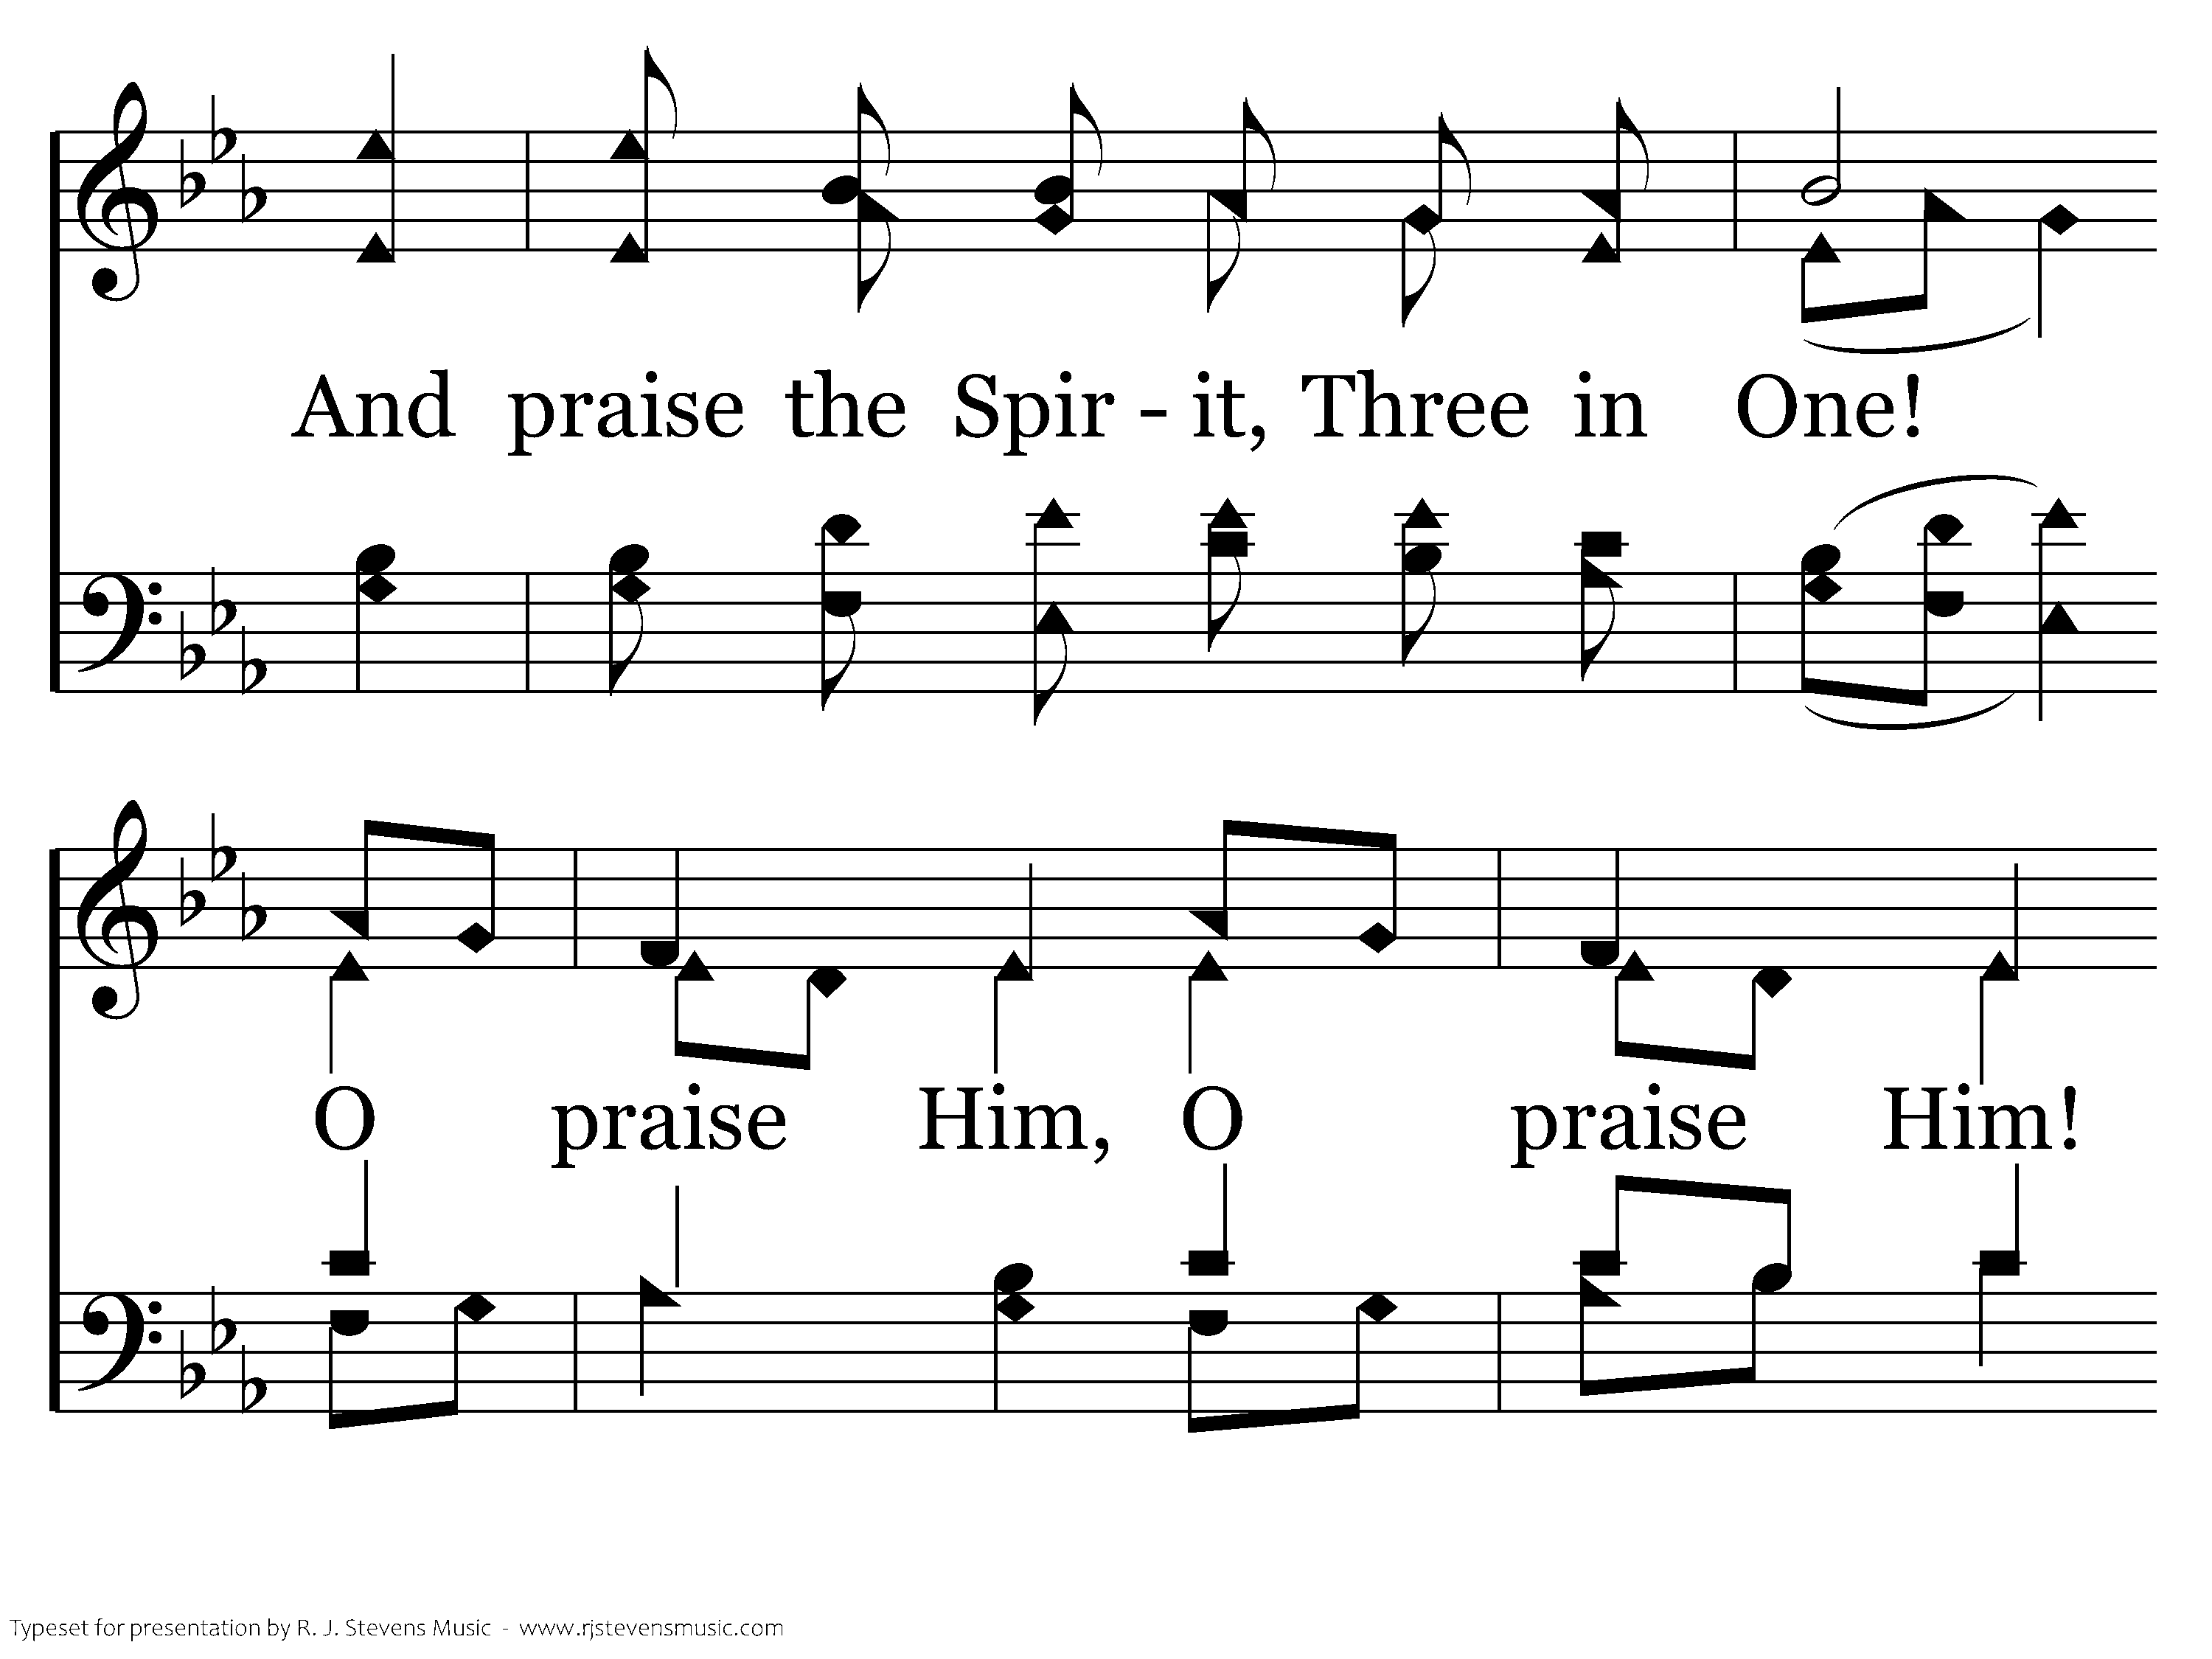 And praise the Spir - it, Three in One!
O praise Him, O praise Him!
Typeset for presentation by R. J. Stevens Music - www.rjstevensmusic.com